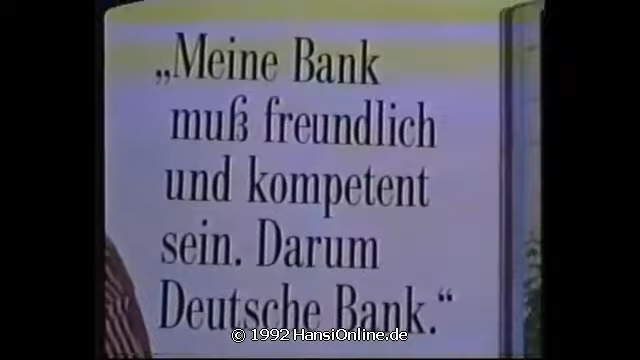 „Meine Bank
muß freundlich
und kompetent
sein. Darum
Deutsche Bank.“
© 1992 HansiOnline.de